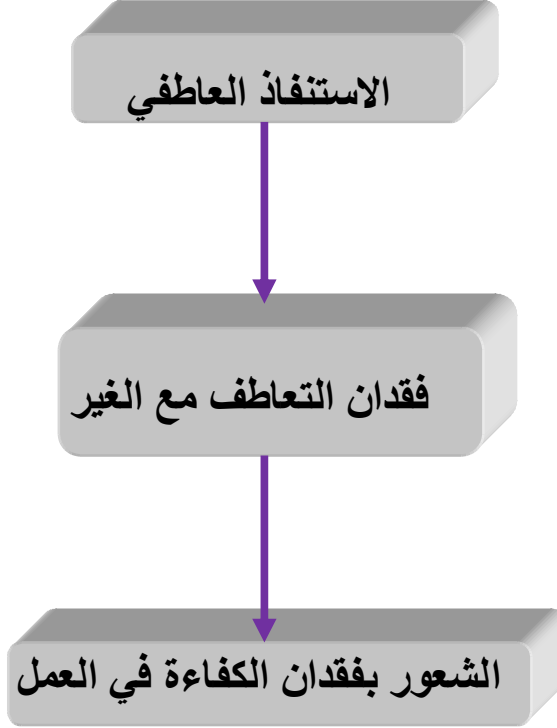 الاستنفاذ العاطفي
فقدان التعاطف مع الغير
الشعور بفقدان الكفاءة في العمل